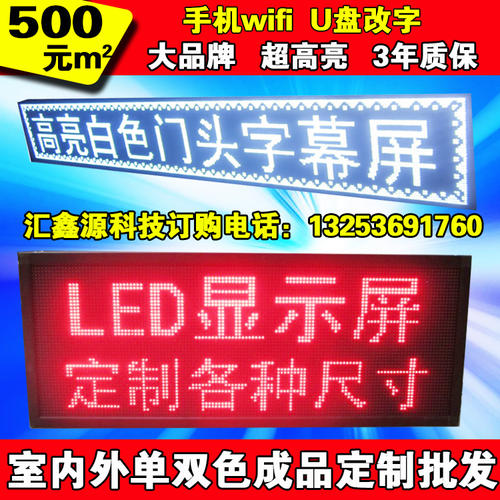 500
元m²
手机wifi U盘改字
大品牌 超高亮 3年质保
高亮白色门头字幕屏
汇鑫源科技订购电话：13253691760
LED显示屏
定制各种尺寸
室内外单双色成品定制批发